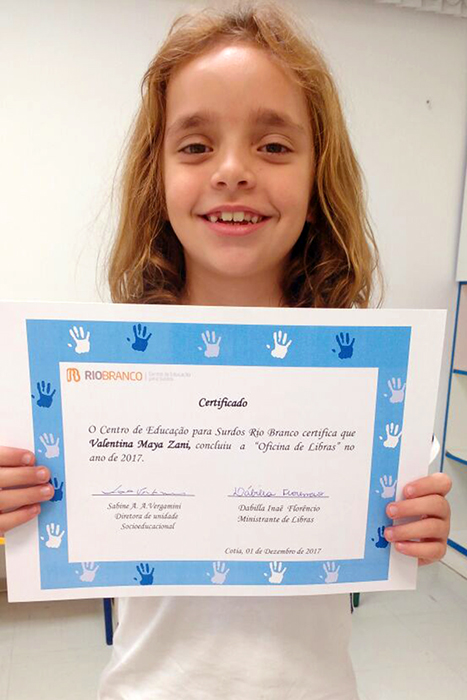 RIOBRANCO
Certificado
O Centro de Educação para Surdos Rio Branco certifica que
Valentina Maya Zani, concluiu a "Oficina de Libras" no
ano de 2017.
Dabilla Florencio
Sabine A. A.Vergamini
Diretora de unidade
Socioeducacional
Dabilla Inaê Florêncio
Ministrante de Libras
Cotia, 01 de Dezembro de 2017